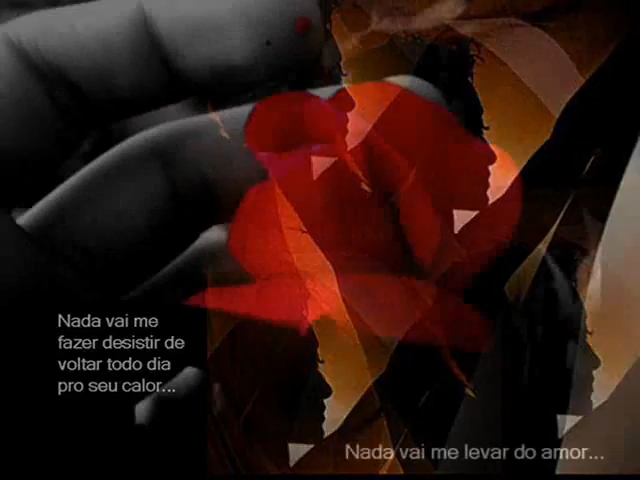 Nada vai me
fazer desistir de
voltar todo dia
pro seu calor...
Nada vai me levar do amor...